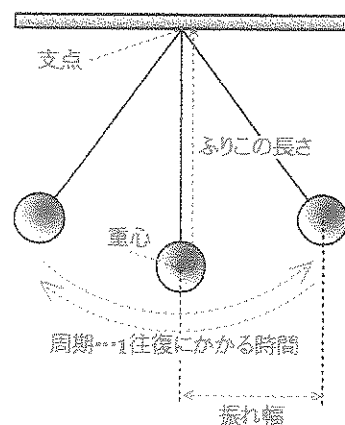 支点
ふりこの長さ
重心
周期…1往復にかかる時間
振れ幅